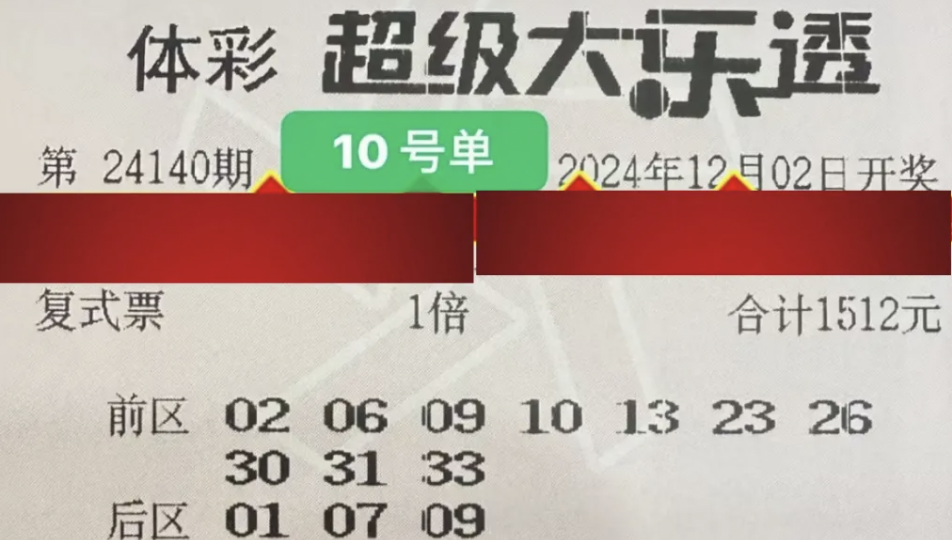 体彩 超级大乐透
10 号单
第 24140期 2024年12月02日开奖
复式票 1倍 合计1512元
前区 02 06 09 10 13 23 26
30 31 33
后区 01 07 09